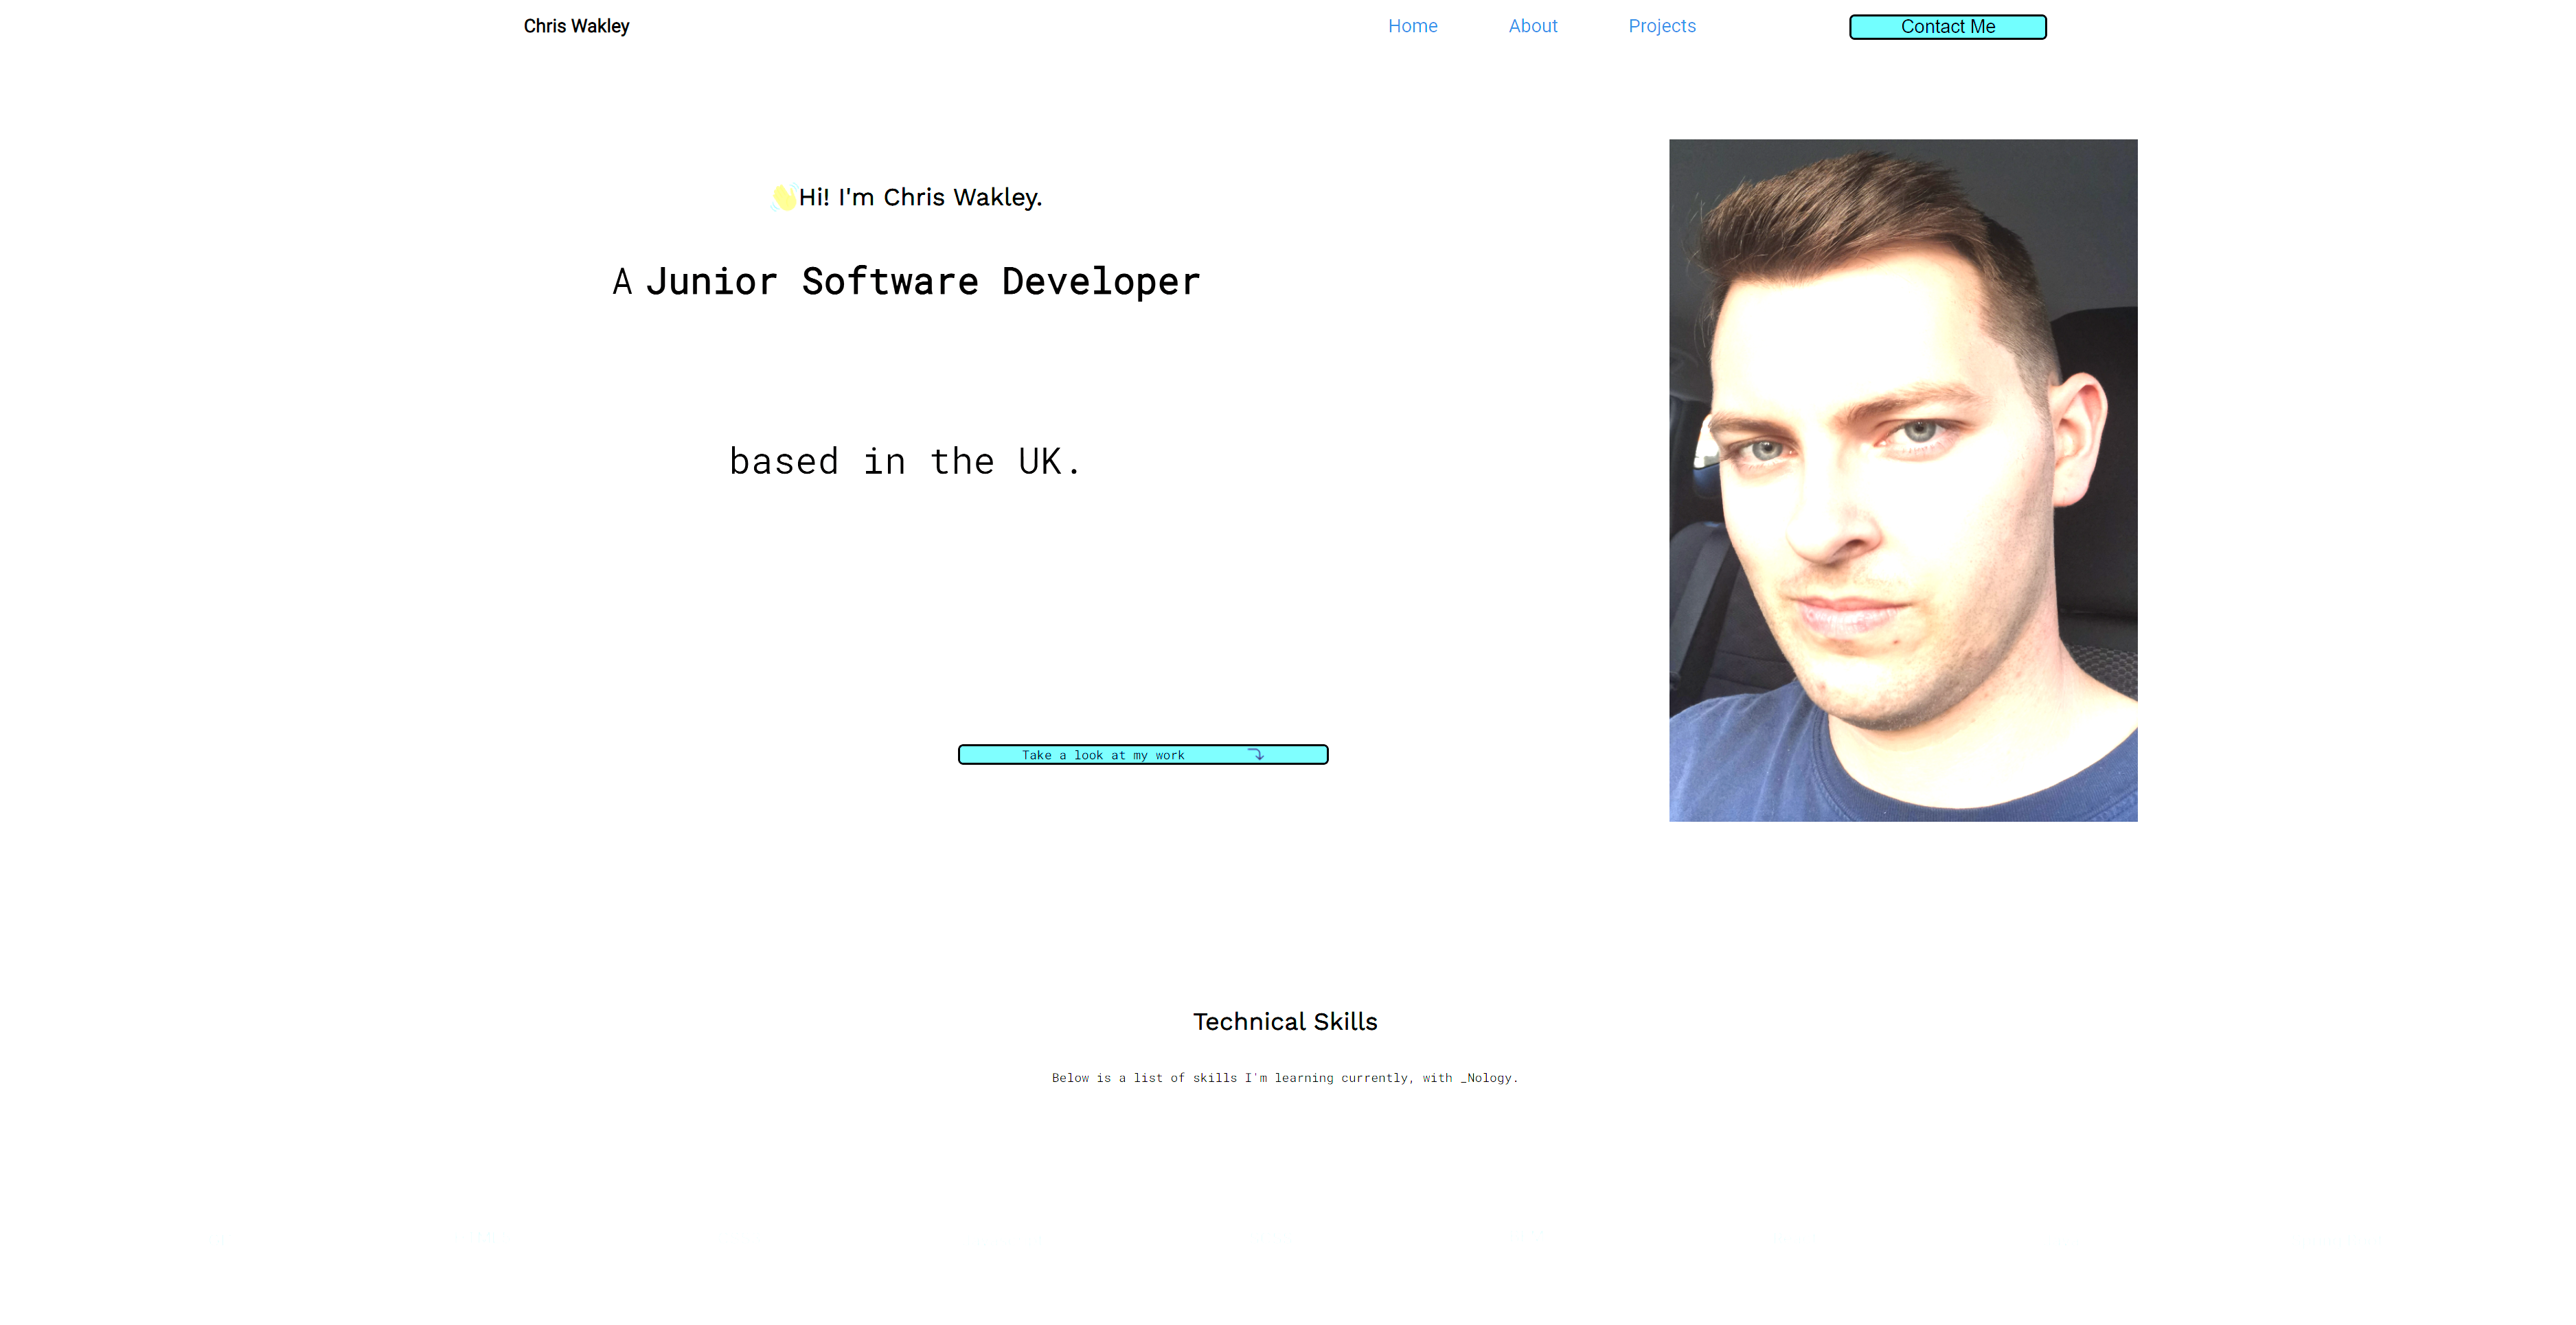 Chris Wakley Home About Projects Contact Me
👋Hi! I'm Chris Wakley.
A Junior Software Developer
based in the UK.
Take a look at my work
Technical Skills
Below is a list of skills I'm learning currently, with _Nology.